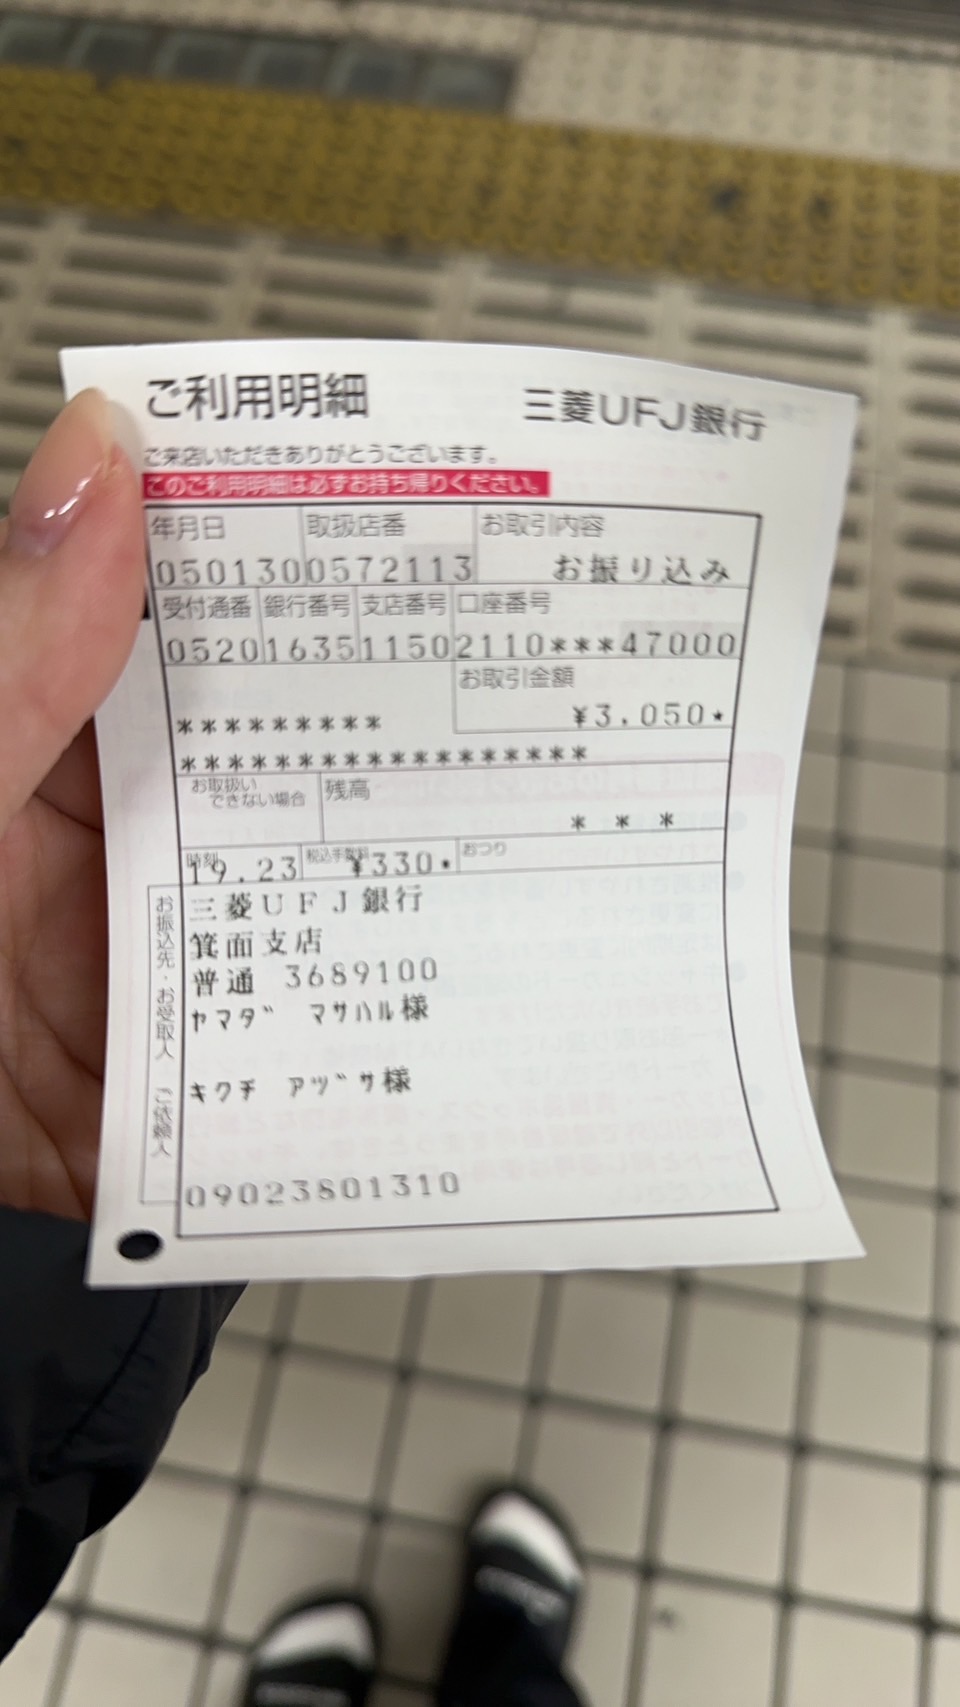 ご利用明細 三菱UFJ銀行
ご来店いただきありがとうございます。
このご利用明細は必ずお持ち帰りください。
年月日 取扱店番 お取引内容
050130 0572113 お振り込み
受付通番 銀行番号 支店番号 口座番号
0520 1635 1150 2110***47000
お取引金額
********* ¥3,050*
******************
お取扱いできない場合 残高
* * *
時刻 税込手数料 おつり
19.23 ¥330*
お振込先・お受取人 ご依頼人
三菱UFJ銀行
箕面支店
普通 3689100
ヤマダ゛ マサハル様
キクチ アヅ゛サ様
09023801310